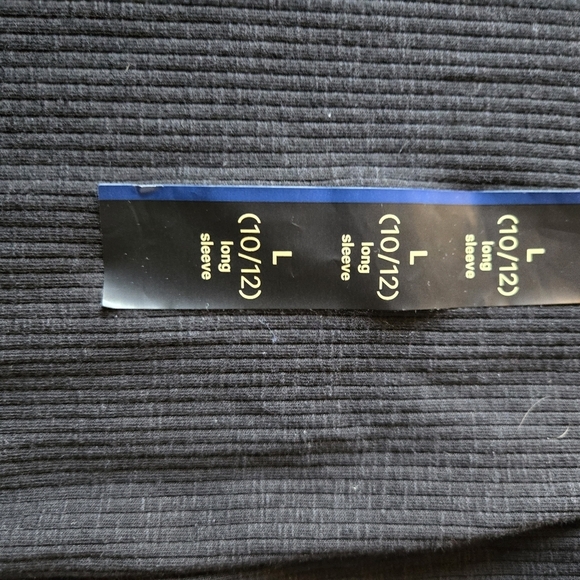 L
(10/12)
long
sleeve
L
(10/12)
long
sleeve
L
(10/12)
long
sleeve